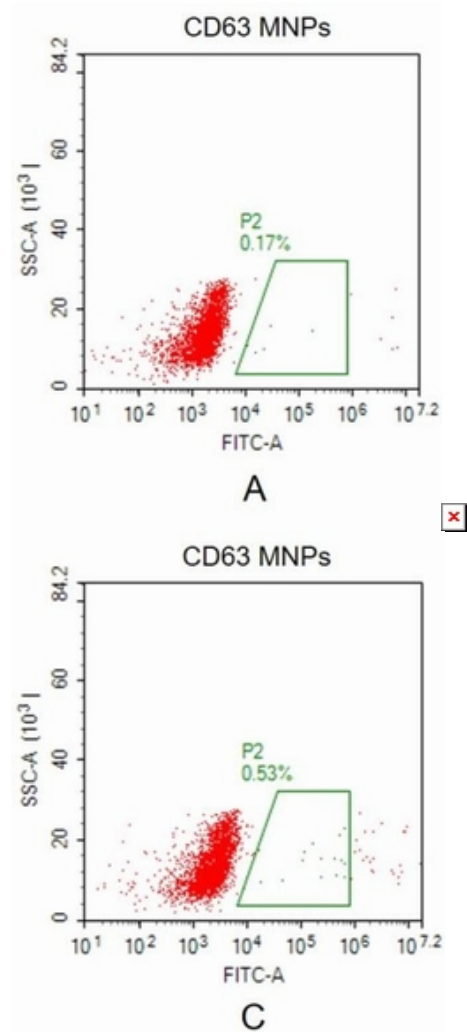 CD63 MNPs
84.2
60
40
20
0
SSC-A (10³)
P2
0.17%
10¹ 10² 10³ 10⁴ 10⁵ 10⁶ 10⁷·²
FITC-A
A
CD63 MNPs
84.2
60
40
20
0
SSC-A (10³)
P2
0.53%
10¹ 10² 10³ 10⁴ 10⁵ 10⁶ 10⁷·²
FITC-A
C